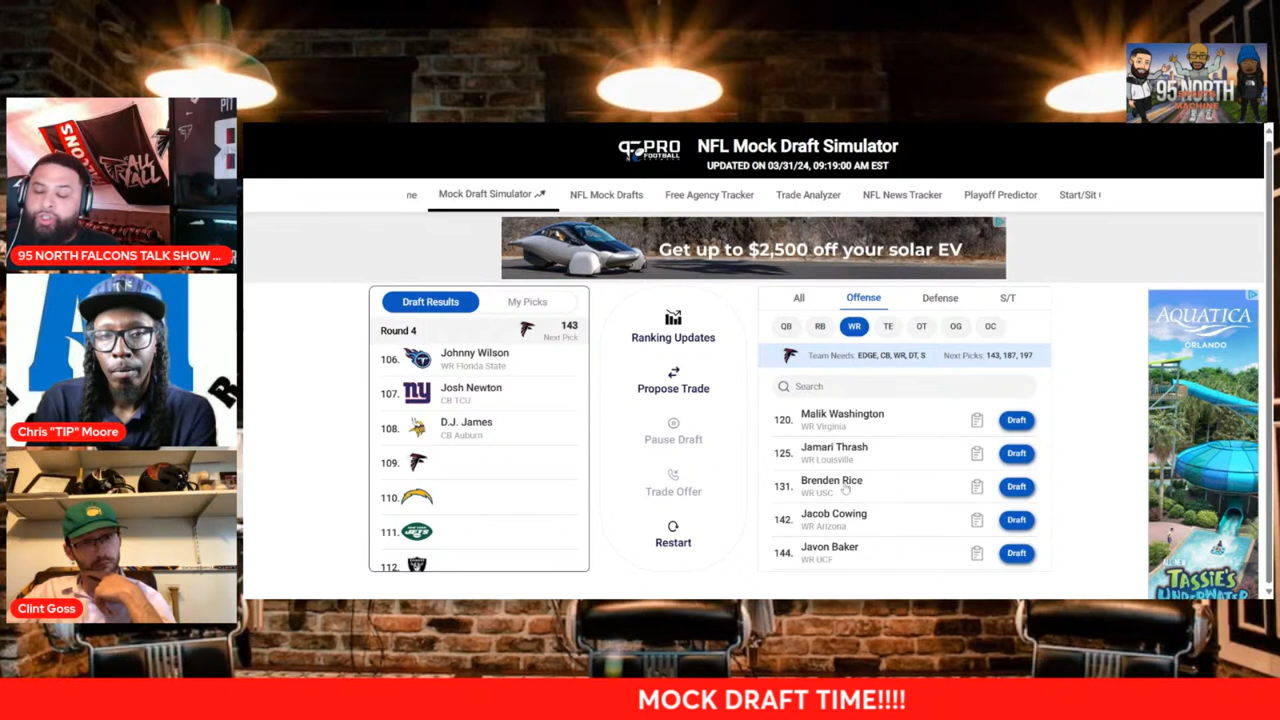 95 NORTH
MACHINE
PRO
FOOTBALL
NETWORK
NFL Mock Draft Simulator
UPDATED ON 03/31/24, 09:19:00 AM EST
ne
Mock Draft Simulator
NFL Mock Drafts
Free Agency Tracker
Trade Analyzer
NFL News Tracker
Playoff Predictor
Start/Sit
Get up to $2,500 off your solar EV
Draft Results
My Picks
Round 4
143
Next Pick
106.
Johnny Wilson
WR Florida State
107.
Josh Newton
CB TCU
108.
D.J. James
CB Auburn
109.
110.
111.
112.
Ranking Updates
Propose Trade
Pause Draft
Trade Offer
Restart
All
Offense
Defense
S/T
QB
RB
WR
TE
OT
OG
OC
Team Needs: EDGE, CB, WR, DT, S
Next Picks: 143, 187, 197
Search
120.
Malik Washington
WR Virginia
Draft
125.
Jamari Thrash
WR Louisville
Draft
131.
Brenden Rice
WR USC
Draft
142.
Jacob Cowing
WR Arizona
Draft
144.
Javon Baker
WR UCF
Draft
AQUATICA
ORLANDO
TASSIE'S
UNDERWATER
95 NORTH FALCONS TALK SHOW ...
Chris "TIP" Moore
Clint Goss
MOCK DRAFT TIME!!!!